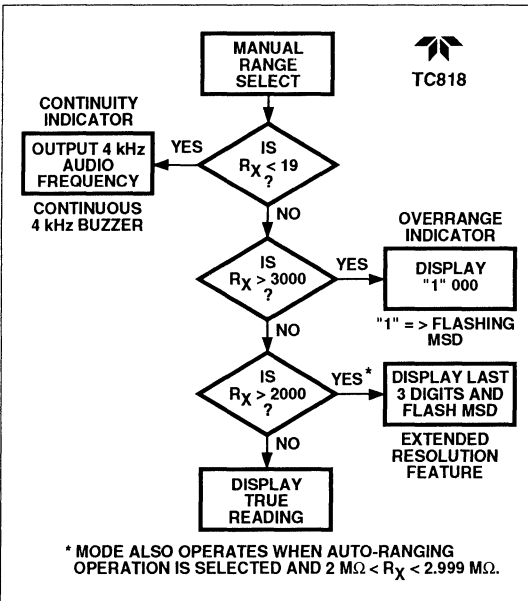 MANUAL
RANGE
SELECT
TC818
CONTINUITY
INDICATOR
YES
OUTPUT 4 kHz
AUDIO
FREQUENCY
IS
RX < 19
?
CONTINUOUS
4 kHz BUZZER
NO
OVERRANGE
INDICATOR
IS
RX > 3000
?
YES
DISPLAY
"1" 000
"1" = > FLASHING
MSD
NO
IS
RX > 2000
?
YES*
DISPLAY LAST
3 DIGITS AND
FLASH MSD
EXTENDED
RESOLUTION
FEATURE
NO
DISPLAY
TRUE
READING
* MODE ALSO OPERATES WHEN AUTO-RANGING
OPERATION IS SELECTED AND 2 MΩ < RX < 2.999 MΩ.